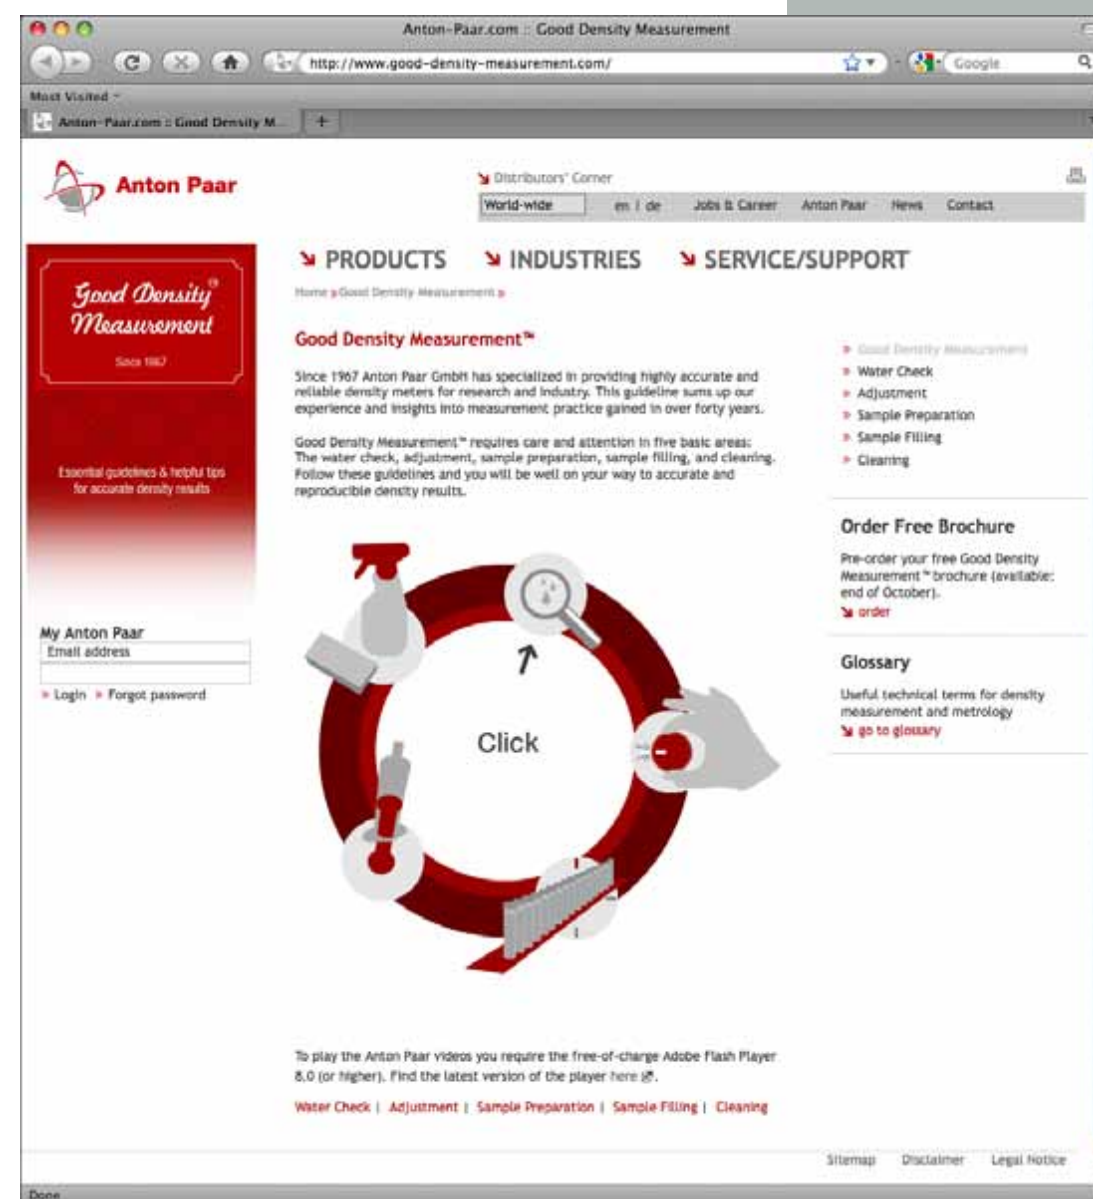 Anton-Paar.com :: Good Density Measurement
http://www.good-density-measurement.com/
Google
Most Visited
Anton-Paar.com :: Good Density M...
+
Anton Paar
Distributors' Corner
World-wide en | de Jobs & Career Anton Paar News Contact
PRODUCTS INDUSTRIES SERVICE/SUPPORT
Home » Good Density Measurement »
Good Density®
Measurement
Since 1967
Essential guidelines & helpful tips
for accurate density results
My Anton Paar
Email address
» Login » Forgot password
Good Density Measurement™
Since 1967 Anton Paar GmbH has specialized in providing highly accurate and
reliable density meters for research and industry. This guideline sums up our
experience and insights into measurement practice gained in over forty years.
Good Density Measurement™ requires care and attention in five basic areas:
The water check, adjustment, sample preparation, sample filling, and cleaning.
Follow these guidelines and you will be well on your way to accurate and
reproducible density results.
Click
To play the Anton Paar videos you require the free-of-charge Adobe Flash Player
8.0 (or higher). Find the latest version of the player here.
Water Check | Adjustment | Sample Preparation | Sample Filling | Cleaning
» Good Density Measurement
» Water Check
» Adjustment
» Sample Preparation
» Sample Filling
» Cleaning
Order Free Brochure
Pre-order your free Good Density
Measurement™ brochure (available:
end of October).
order
Glossary
Useful technical terms for density
measurement and metrology
go to glossary
Sitemap Disclaimer Legal Notice
Done